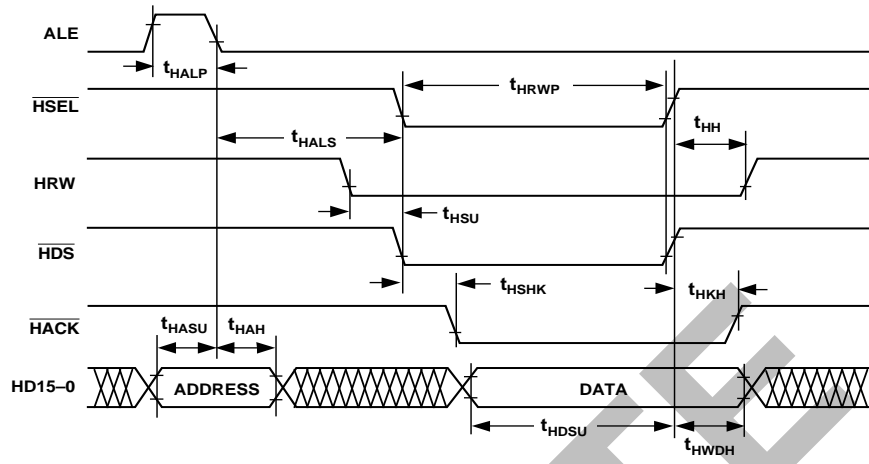 ALE
tHALP
HSEL
tHRWP
tHALS
tHH
HRW
tHSU
HDS
tHSHK
tHKH
HACK
tHASU
tHAH
HD15–0
ADDRESS
DATA
tHDSU
tHWDH
TE